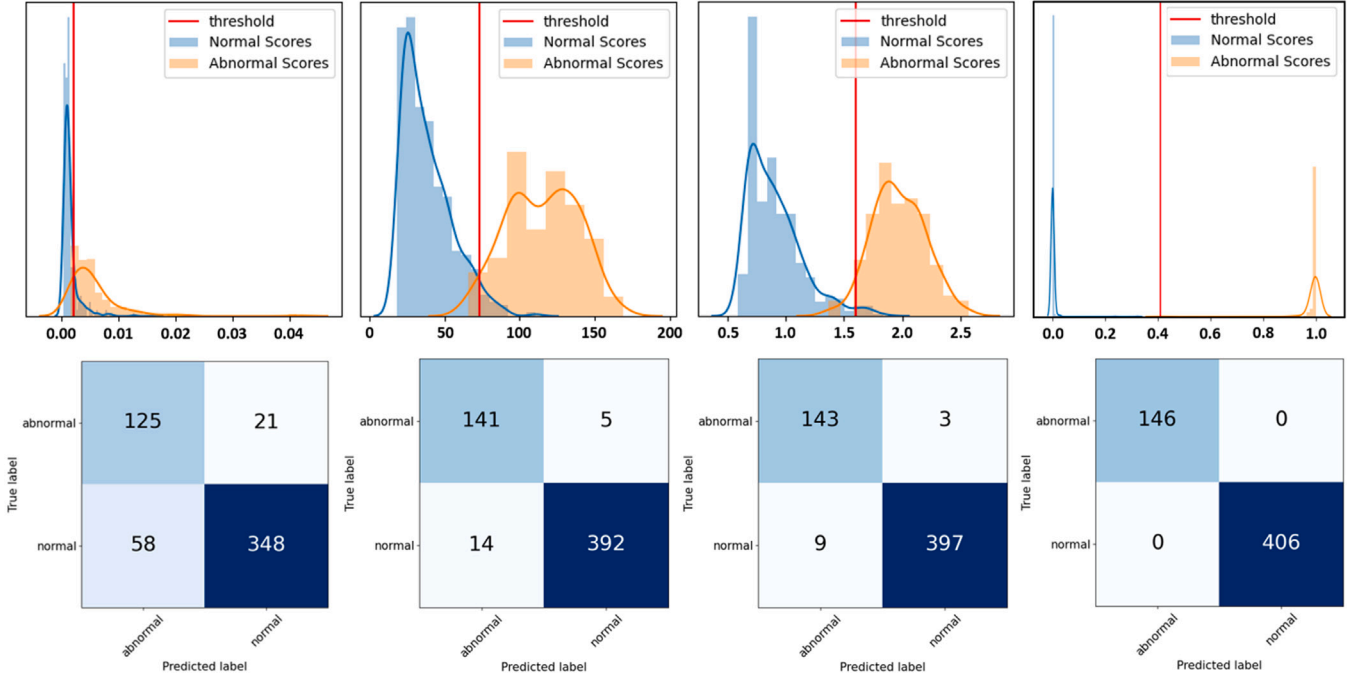 threshold
Normal Scores
Abnormal Scores
0.00 0.01 0.02 0.03 0.04
threshold
Normal Scores
Abnormal Scores
0 50 100 150 200
threshold
Normal Scores
Abnormal Scores
0.5 1.0 1.5 2.0 2.5
threshold
Normal Scores
Abnormal Scores
0.0 0.2 0.4 0.6 0.8 1.0
True label
abnormal 125 21
normal 58 348
abnormal normal
Predicted label
True label
abnormal 141 5
normal 14 392
abnormal normal
Predicted label
True label
abnormal 143 3
normal 9 397
abnormal normal
Predicted label
True label
abnormal 146 0
normal 0 406
abnormal normal
Predicted label